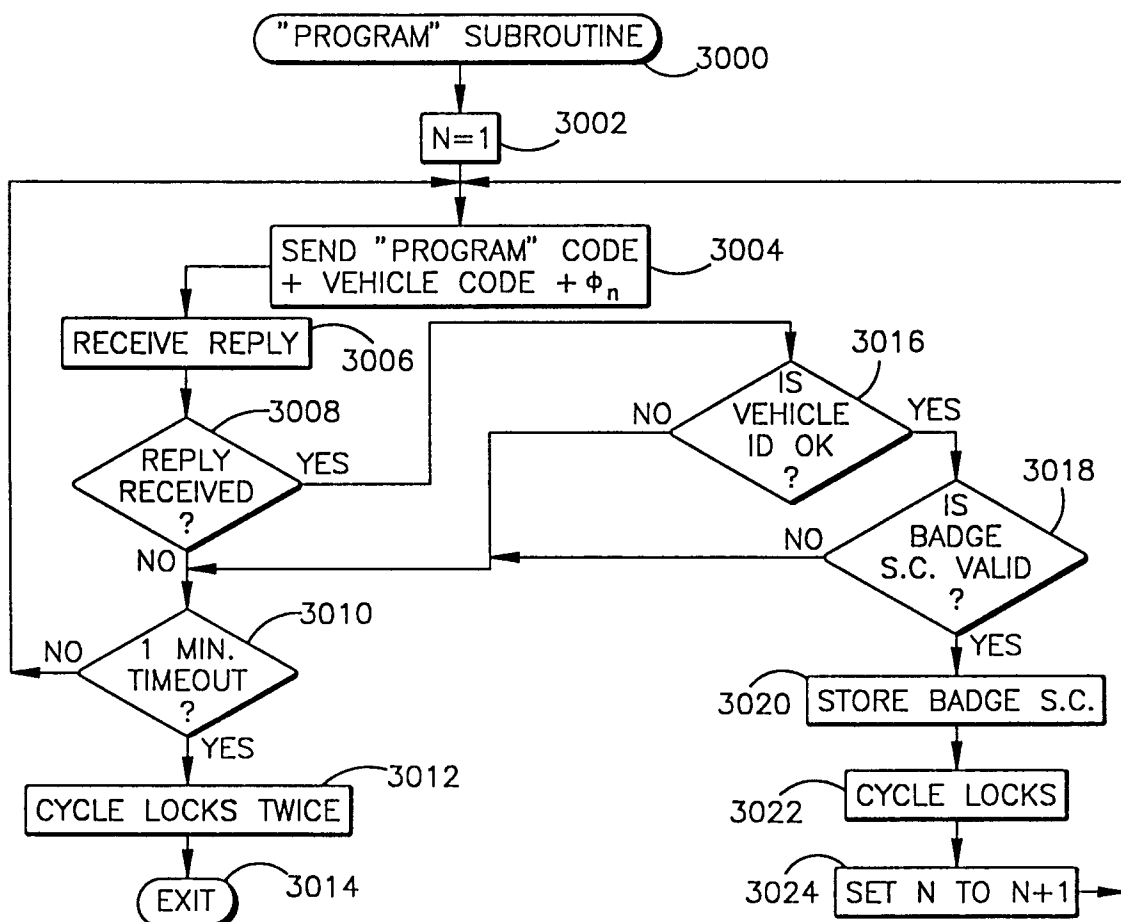 "PROGRAM" SUBROUTINE
3000
N=1
3002
SEND "PROGRAM" CODE
+ VEHICLE CODE + Φn
3004
RECEIVE REPLY
3006
REPLY
RECEIVED
?
3008
YES
NO
1 MIN.
TIMEOUT
?
3010
NO
YES
CYCLE LOCKS TWICE
3012
EXIT
3014
IS
VEHICLE
ID OK
?
3016
NO
YES
IS
BADGE
S.C. VALID
?
3018
NO
YES
STORE BADGE S.C.
3020
CYCLE LOCKS
3022
SET N TO N+1
3024